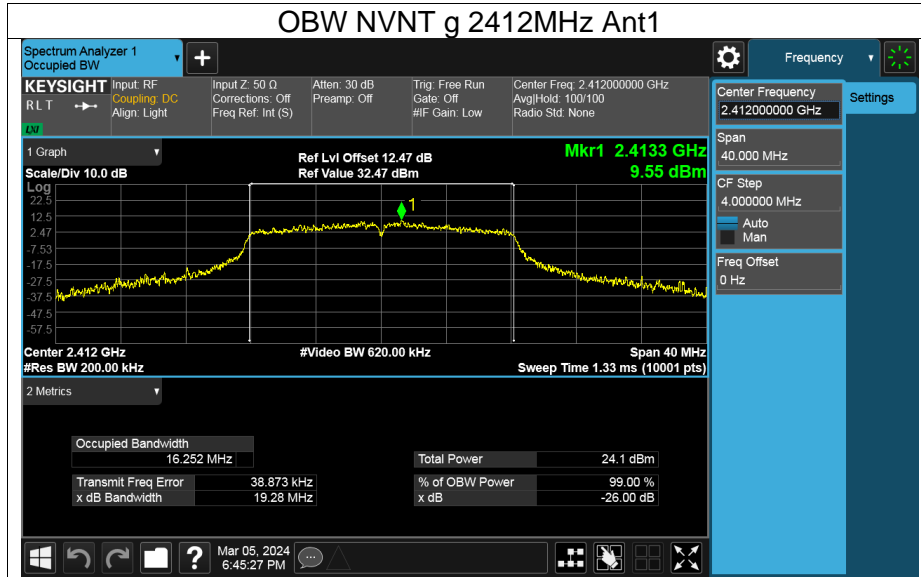 OBW NVNT g 2412MHz Ant1
Spectrum Analyzer 1
Occupied BW
+
Frequency
KEYSIGHT
R L T
LXI
Input: RF
Coupling: DC
Align: Light
Input Z: 50 Ω
Corrections: Off
Freq Ref: Int (S)
Atten: 30 dB
Preamp: Off
Trig: Free Run
Gate: Off
#IF Gain: Low
Center Freq: 2.412000000 GHz
Avg|Hold: 100/100
Radio Std: None
Center Frequency
2.412000000 GHz
Settings
Span
40.000 MHz
CF Step
4.000000 MHz
Auto
Man
Freq Offset
0 Hz
1 Graph
Scale/Div 10.0 dB
Ref Lvl Offset 12.47 dB
Ref Value 32.47 dBm
Mkr1 2.4133 GHz
9.55 dBm
Log
22.5
12.5
2.47
-7.53
-17.5
-27.5
-37.5
-47.5
-57.5
1
Center 2.412 GHz
#Video BW 620.00 kHz
Span 40 MHz
#Res BW 200.00 kHz
Sweep Time 1.33 ms (10001 pts)
2 Metrics
Occupied Bandwidth
16.252 MHz
Total Power 24.1 dBm
Transmit Freq Error 38.873 kHz
% of OBW Power 99.00 %
x dB Bandwidth 19.28 MHz
x dB -26.00 dB
?
Mar 05, 2024
6:45:27 PM